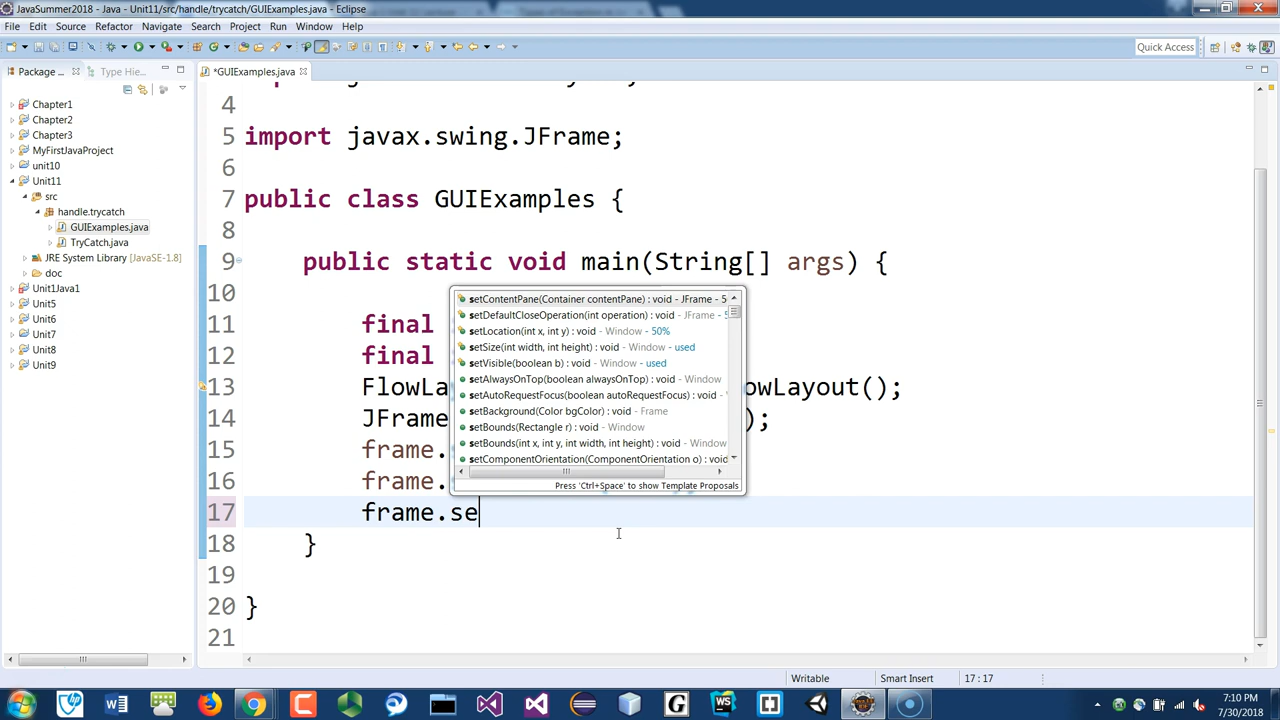 JavaSummer2018 - Java - Unit11/src/handle/trycatch/GUIExamples.java - Eclipse
File Edit Source Refactor Navigate Search Project Run Window Help
Quick Access
Package ...
Type Hie...
*GUIExamples.java
Chapter1
Chapter2
Chapter3
MyFirstJavaProject
unit10
Unit11
src
handle.trycatch
GUIExamples.java
TryCatch.java
JRE System Library [JavaSE-1.8]
doc
Unit1Java1
Unit5
Unit6
Unit7
Unit8
Unit9
4
5 import javax.swing.JFrame;
6
7 public class GUIExamples {
8
9 public static void main(String[] args) {
10
11 final
12 final
13 FlowLa owLayout();
14 JFrame );
15 frame.
16 frame.
17 frame.se
18 }
19
20 }
21
setContentPane(Container contentPane) : void - JFrame - 5
setDefaultCloseOperation(int operation) : void - JFrame - 5
setLocation(int x, int y) : void - Window - 50%
setSize(int width, int height) : void - Window - used
setVisible(boolean b) : void - Window - used
setAlwaysOnTop(boolean alwaysOnTop) : void - Window
setAutoRequestFocus(boolean autoRequestFocus) : void -
setBackground(Color bgColor) : void - Frame
setBounds(Rectangle r) : void - Window
setBounds(int x, int y, int width, int height) : void - Window
setComponentOrientation(ComponentOrientation o) : void
Press 'Ctrl+Space' to show Template Proposals
Writable Smart Insert 17 : 17
7:10 PM
7/30/2018